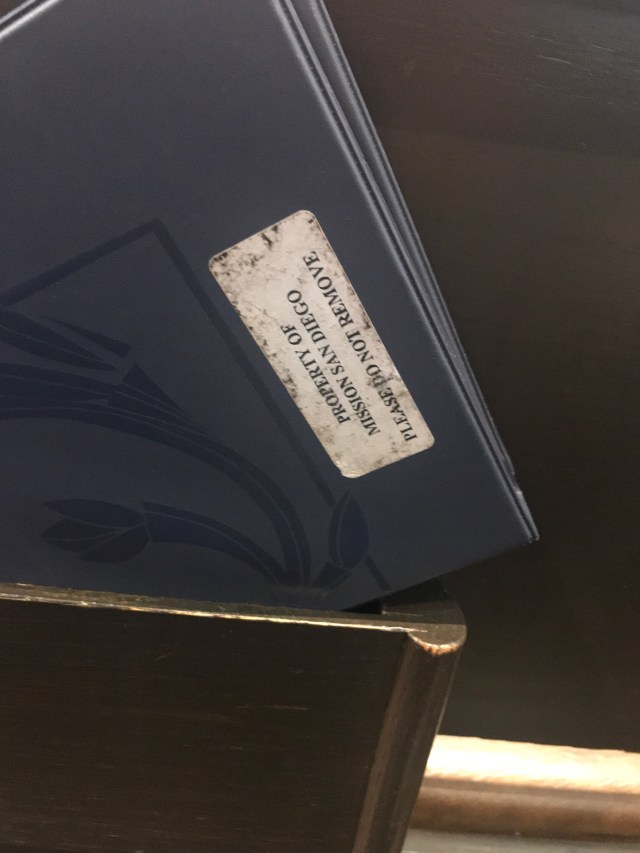 PROPERTY OF
MISSION SAN DIEGO
PLEASE DO NOT REMOVE